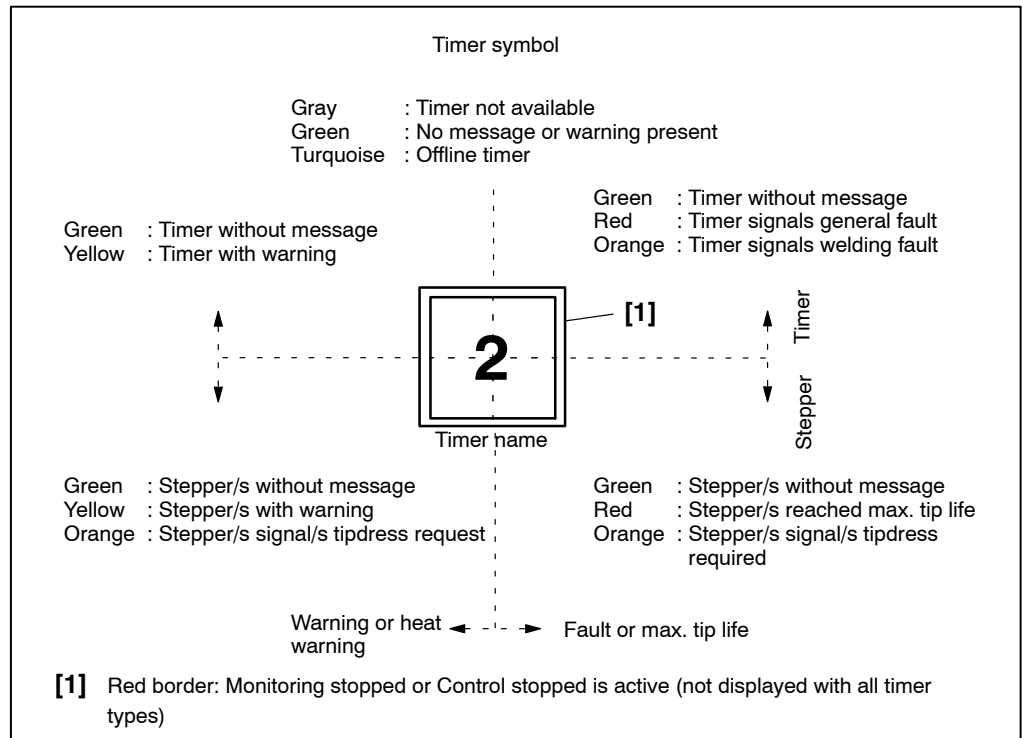 Timer symbol
Gray : Timer not available
Green : No message or warning present
Turquoise : Offline timer
Green : Timer without message
Yellow : Timer with warning
Green : Timer without message
Red : Timer signals general fault
Orange : Timer signals welding fault
[1]
2
Timer
Stepper
Timer name
Green : Stepper/s without message
Yellow : Stepper/s with warning
Orange : Stepper/s signal/s tipdress request
Green : Stepper/s without message
Red : Stepper/s reached max. tip life
Orange : Stepper/s signal/s tipdress
required
Warning or heat
warning
Fault or max. tip life
[1] Red border: Monitoring stopped or Control stopped is active (not displayed with all timer
types)